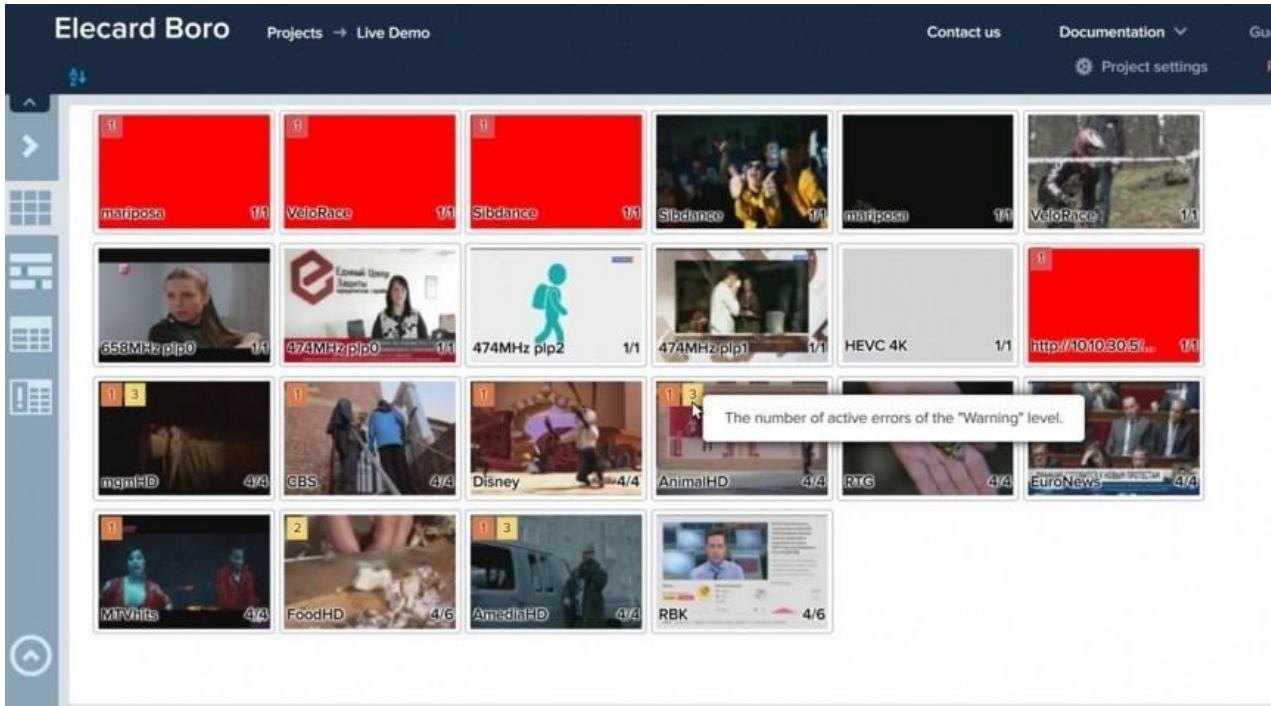 Elecard Boro
Projects → Live Demo
Contact us
Documentation
Project settings
1
mariposa 1/1
1
VeloRace 1/1
1
Sibdance 1/1
Sibdance 1/1
mariposa 1/1
VeloRace 1/1
658MHz plp0 1/1
Единый Центр
Защиты
474MHz plp0 1/1
474MHz plp2 1/1
474MHz plp1 1/1
HEVC 4K 1/1
1
http://10.10.30.5/... 1/1
1 3
mgmHD 4/4
1
CBS 4/4
1
Disney 4/4
1 3
AnimalHD 4/4
The number of active errors of the "Warning" level.
RTG 4/4
EuroNews 4/4
1
MTVhits 4/4
2
FoodHD 4/6
1 3
AmediaHD 4/4
RBK 4/6